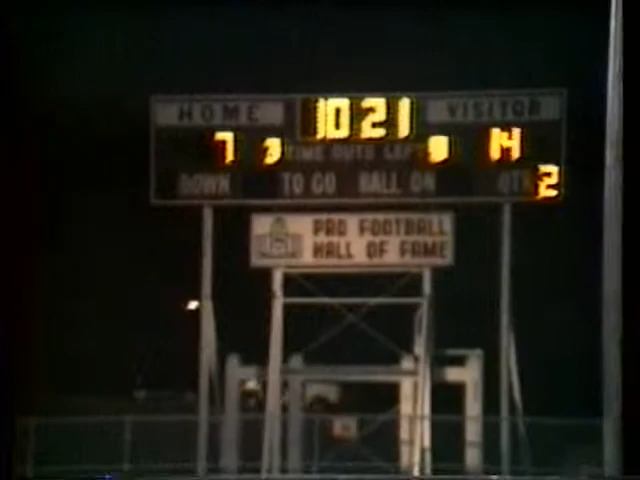 HOME 10 21 VISITOR
7 3 TIME OUTS LEFT 14
DOWN TO GO BALL ON QTR 2
PRO FOOTBALL
HALL OF FAME